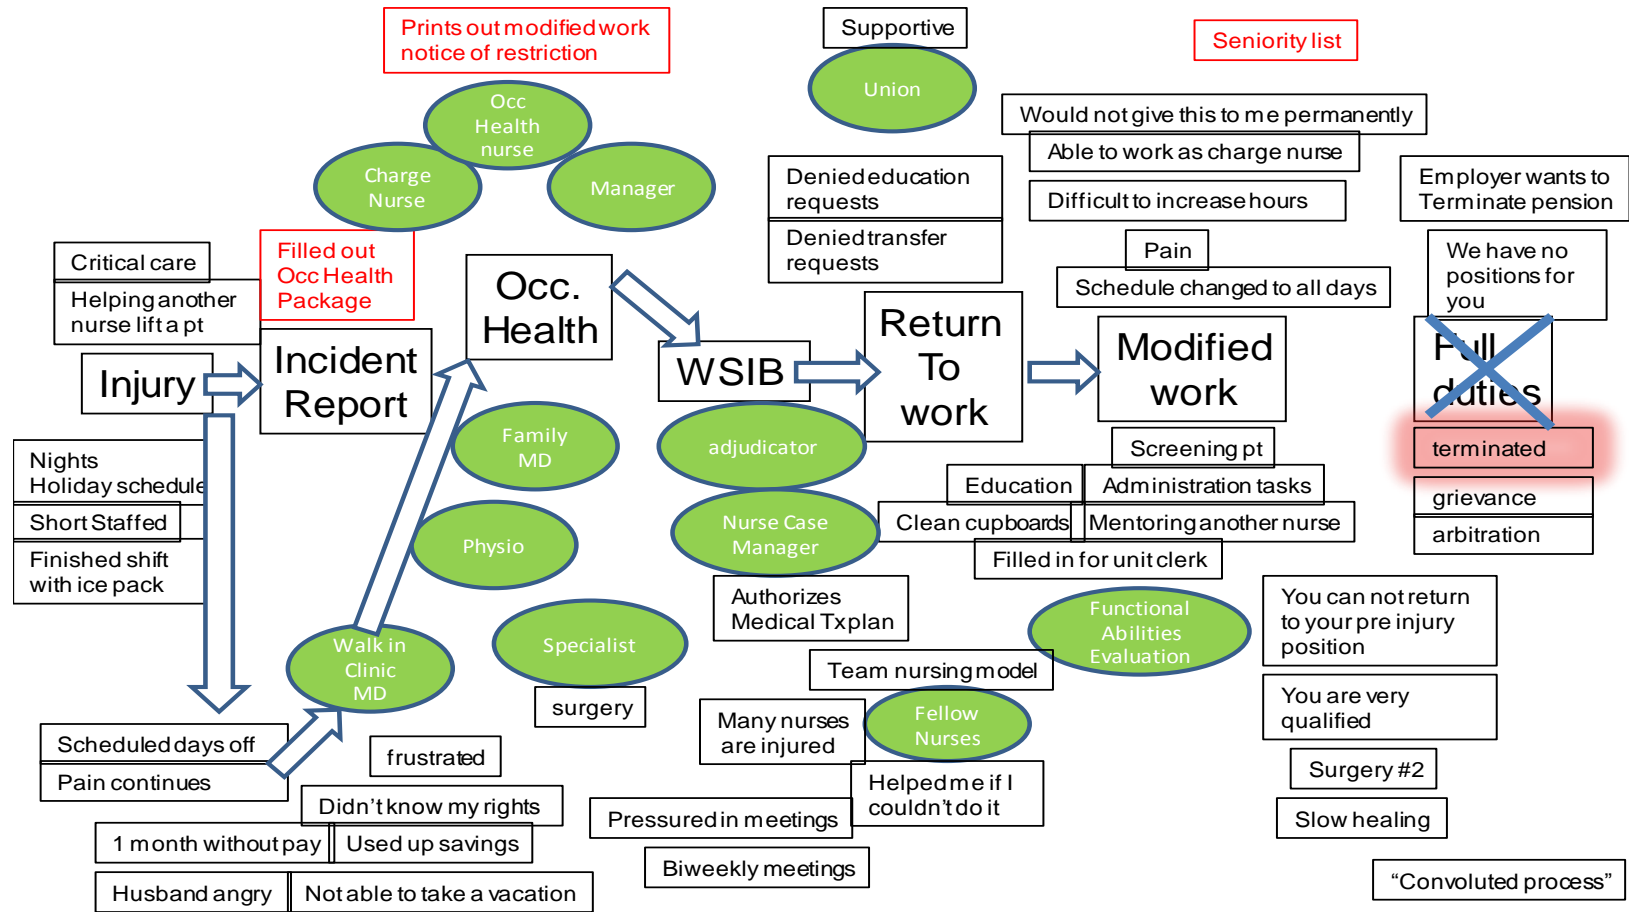 Prints out modified work
notice of restriction
Supportive
Seniority list
Union
Occ
Health
nurse
Charge
Nurse
Manager
Would not give this to me permanently
Able to work as charge nurse
Difficult to increase hours
Denied education
requests
Denied transfer
requests
Employer wants to
Terminate pension
Critical care
Helping another
nurse lift a pt
Filled out
Occ Health
Package
Pain
Schedule changed to all days
We have no
positions for
you
Injury
Incident
Report
Occ.
Health
WSIB
Return
To
work
Modified
work
Full
duties
Nights
Holiday schedule
Short Staffed
Finished shift
with ice pack
Family
MD
Physio
adjudicator
Nurse Case
Manager
Authorizes
Medical Tx plan
Screening pt
Education
Administration tasks
Clean cupboards
Mentoring another nurse
Filled in for unit clerk
terminated
grievance
arbitration
Walk in
Clinic
MD
Specialist
surgery
Functional
Abilities
Evaluation
You can not return
to your pre injury
position
You are very
qualified
Surgery #2
Slow healing
Team nursing model
Many nurses
are injured
Fellow
Nurses
Helped me if I
couldn’t do it
Scheduled days off
Pain continues
frustrated
Didn’t know my rights
1 month without pay
Used up savings
Husband angry
Not able to take a vacation
Pressured in meetings
Biweekly meetings
“Convoluted process”